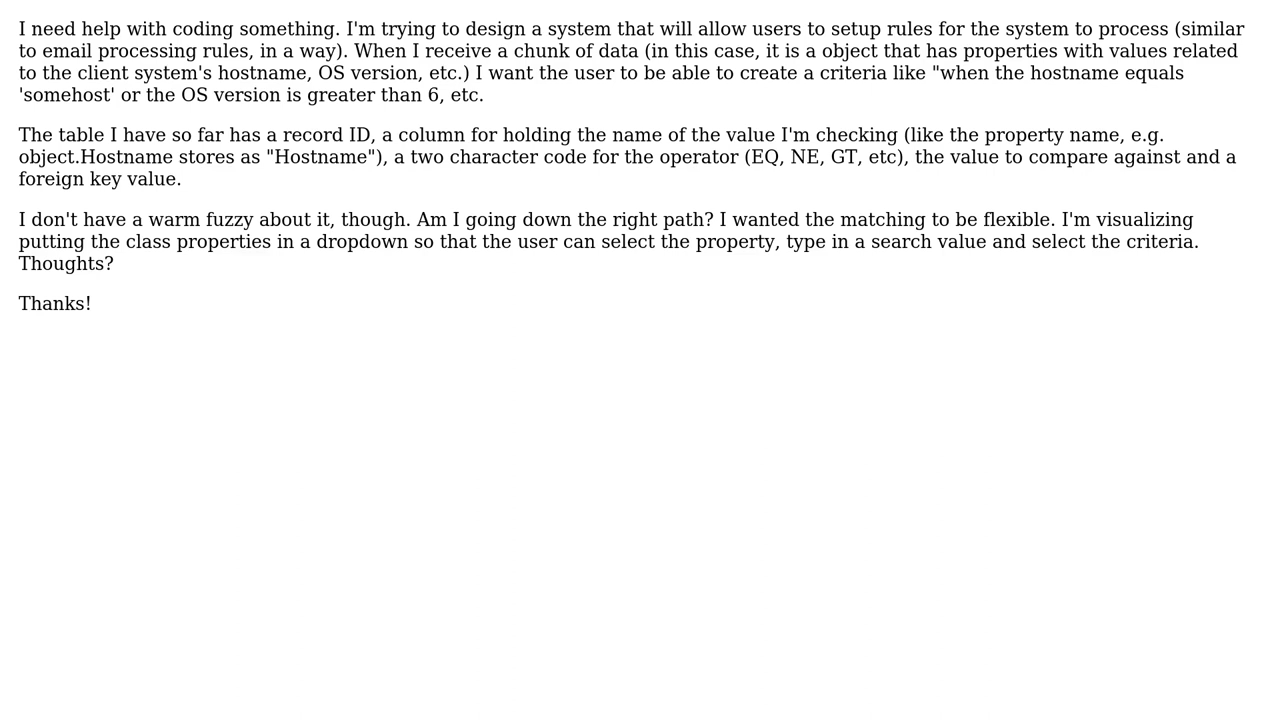 I need help with coding something. I'm trying to design a system that will allow users to setup rules for the system to process (similar
to email processing rules, in a way). When I receive a chunk of data (in this case, it is a object that has properties with values related
to the client system's hostname, OS version, etc.) I want the user to be able to create a criteria like "when the hostname equals
'somehost' or the OS version is greater than 6, etc.
The table I have so far has a record ID, a column for holding the name of the value I'm checking (like the property name, e.g.
object.Hostname stores as "Hostname"), a two character code for the operator (EQ, NE, GT, etc), the value to compare against and a
foreign key value.
I don't have a warm fuzzy about it, though. Am I going down the right path? I wanted the matching to be flexible. I'm visualizing
putting the class properties in a dropdown so that the user can select the property, type in a search value and select the criteria.
Thoughts?
Thanks!